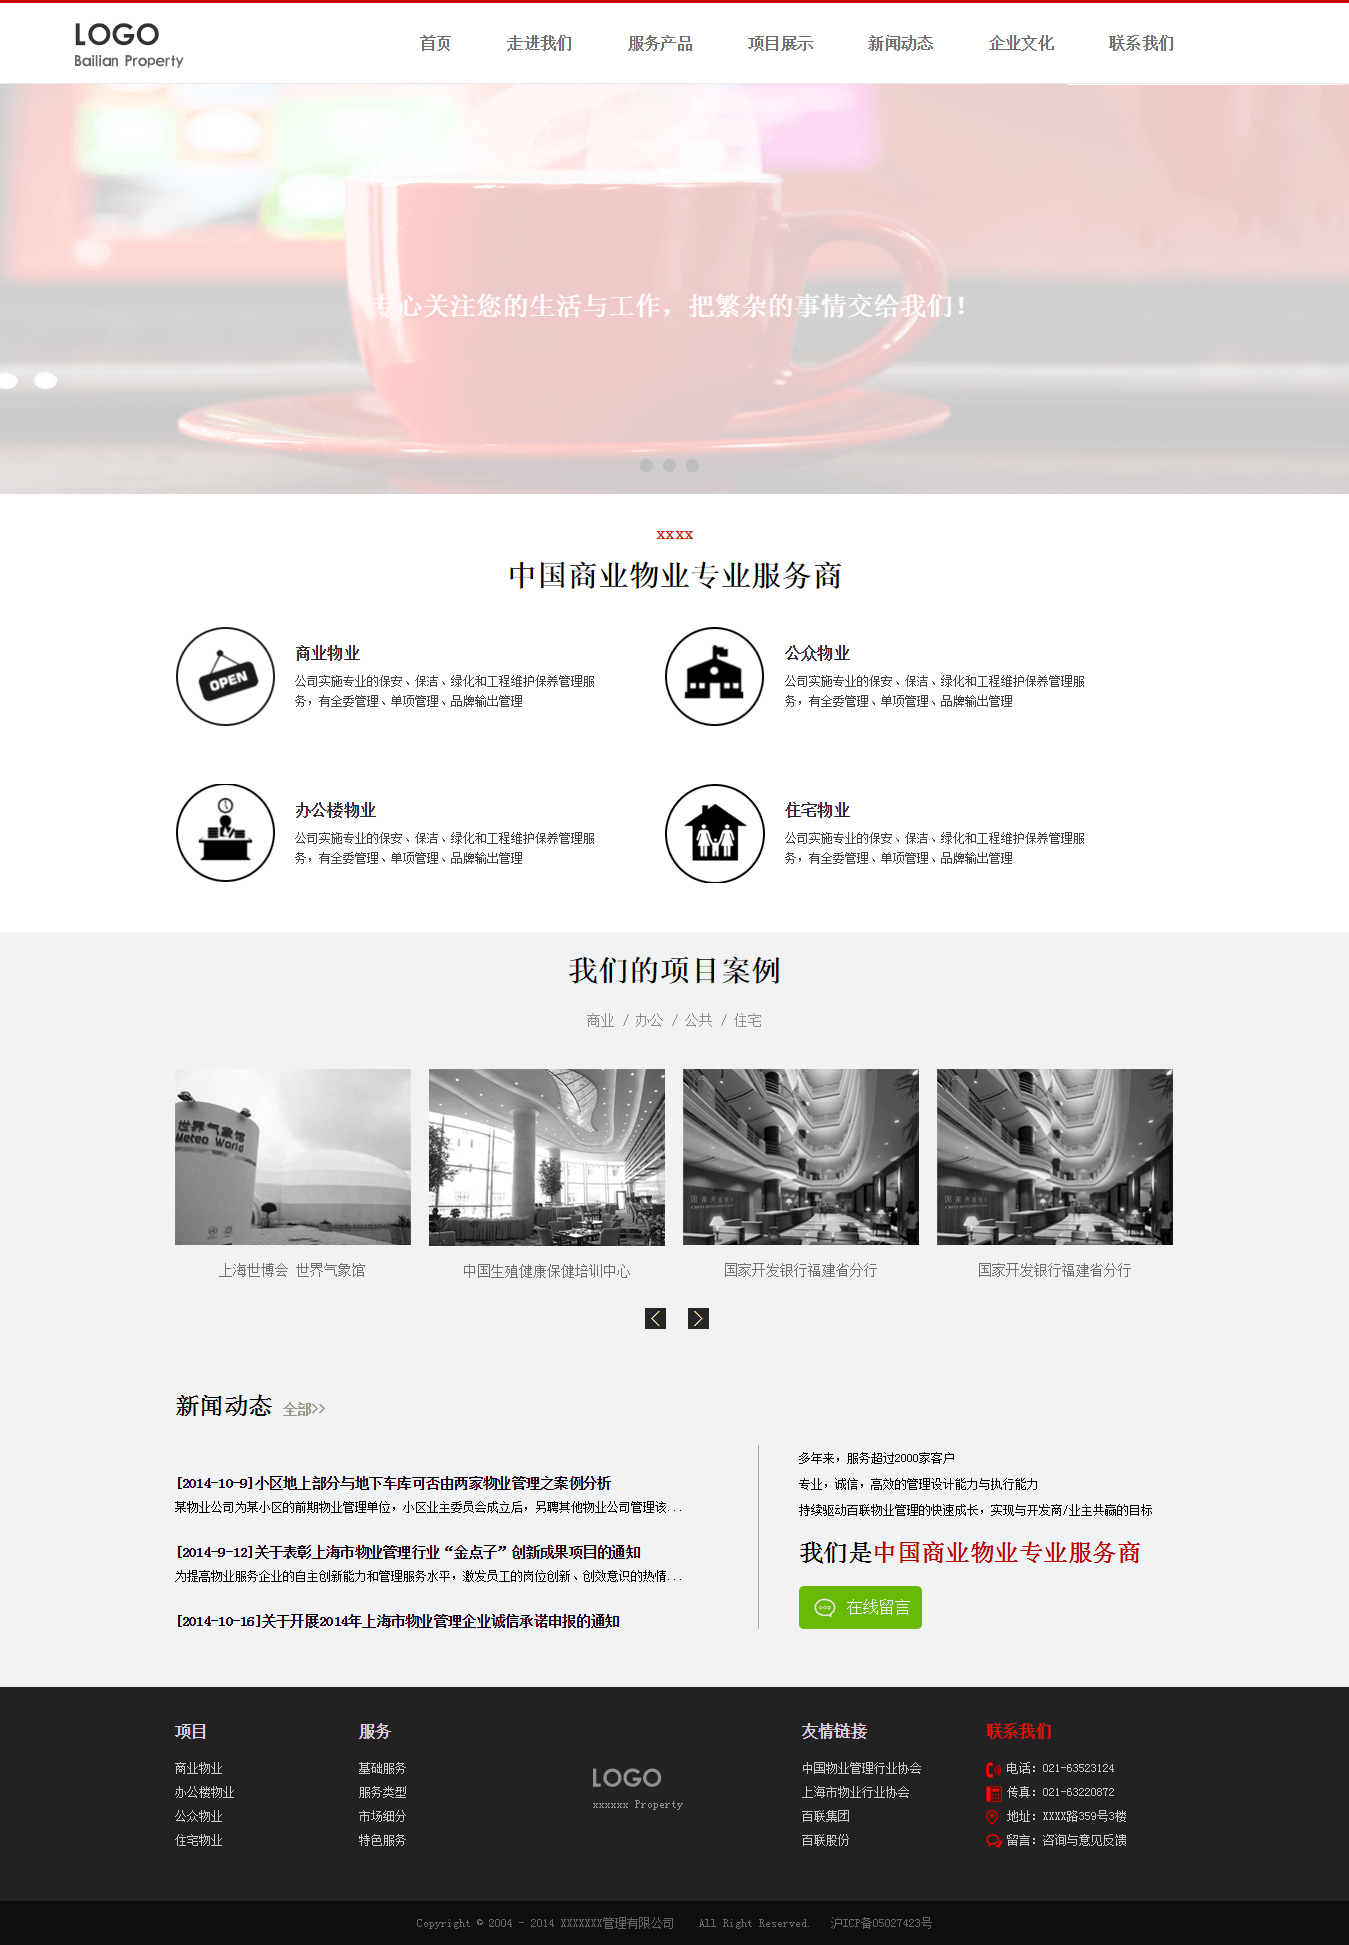 LOGO
Bailian Property
首页 走进我们 服务产品 项目展示 新闻动态 企业文化 联系我们
专心关注您的生活与工作，把繁杂的事情交给我们！
xxxx
中国商业物业专业服务商
OPEN
商业物业
公司实施专业的保安、保洁、绿化和工程维护保养管理服
务，有全委管理、单项管理、品牌输出管理
公众物业
公司实施专业的保安、保洁、绿化和工程维护保养管理服
务，有全委管理、单项管理、品牌输出管理
办公楼物业
公司实施专业的保安、保洁、绿化和工程维护保养管理服
务，有全委管理、单项管理、品牌输出管理
住宅物业
公司实施专业的保安、保洁、绿化和工程维护保养管理服
务，有全委管理、单项管理、品牌输出管理
我们的项目案例
商业 / 办公 / 公共 / 住宅
世界气象馆
Meteo World
国家开发银行
国家开发银行
上海世博会 世界气象馆
中国生殖健康保健培训中心
国家开发银行福建省分行
国家开发银行福建省分行
新闻动态 全部>>
[2014-10-9]小区地上部分与地下车库可否由两家物业管理之案例分析
某物业公司为某小区的前期物业管理单位，小区业主委员会成立后，另聘其他物业公司管理该...
[2014-9-12]关于表彰上海市物业管理行业“金点子”创新成果项目的通知
为提高物业服务企业的自主创新能力和管理服务水平，激发员工的岗位创新、创效意识的热情...
[2014-10-16]关于开展2014年上海市物业管理企业诚信承诺申报的通知
多年来，服务超过2000家客户
专业，诚信，高效的管理设计能力与执行能力
持续驱动百联物业管理的快速成长，实现与开发商/业主共赢的目标
我们是中国商业物业专业服务商
在线留言
项目
商业物业
办公楼物业
公众物业
住宅物业
服务
基础服务
服务类型
市场细分
特色服务
LOGO
xxxxxx Property
友情链接
中国物业管理行业协会
上海市物业行业协会
百联集团
百联股份
联系我们
电话：021-63523124
传真：021-63220872
地址：XXXX路359号3楼
留言：咨询与意见反馈
Copyright © 2004 - 2014 XXXXXXX管理有限公司 All Right Reserved. 沪ICP备05027423号